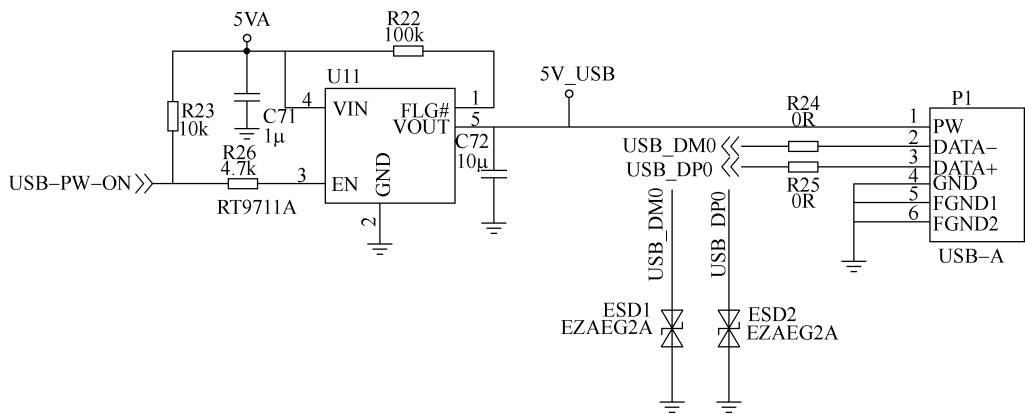 5VA
R22
100k
U11
5V_USB
P1
R23
10k
C71
1μ
4
VIN
FLG#
1
VOUT
5
C72
10μ
R24
0R
1
PW
USB_DM0
2
DATA−
USB_DP0
3
DATA+
R25
0R
4
GND
5
FGND1
6
FGND2
USB−A
R26
4.7k
USB−PW−ON
3
EN
GND
2
RT9711A
USB_DM0
USB_DP0
ESD1
EZAEG2A
ESD2
EZAEG2A